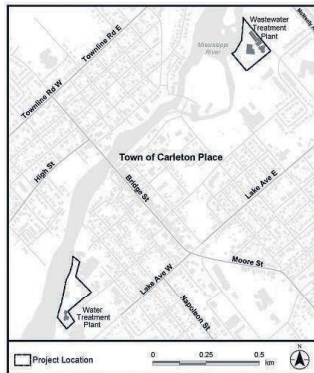 Wastewater
Treatment
Plant
McNeely A
Mississippi
River
Townline Rd E
Townline Rd W
Town of Carleton Place
High St
Bridge St
Lake Ave E
Moore St
Lake Ave W
Napoleon St
Water
Treatment
Plant
Project Location
0 0.25 0.5
km
N